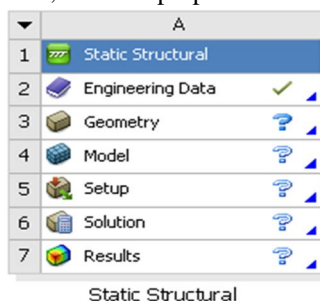 A
1 Static Structural
2 Engineering Data
3 Geometry ?
4 Model ?
5 Setup ?
6 Solution ?
7 Results ?
Static Structural